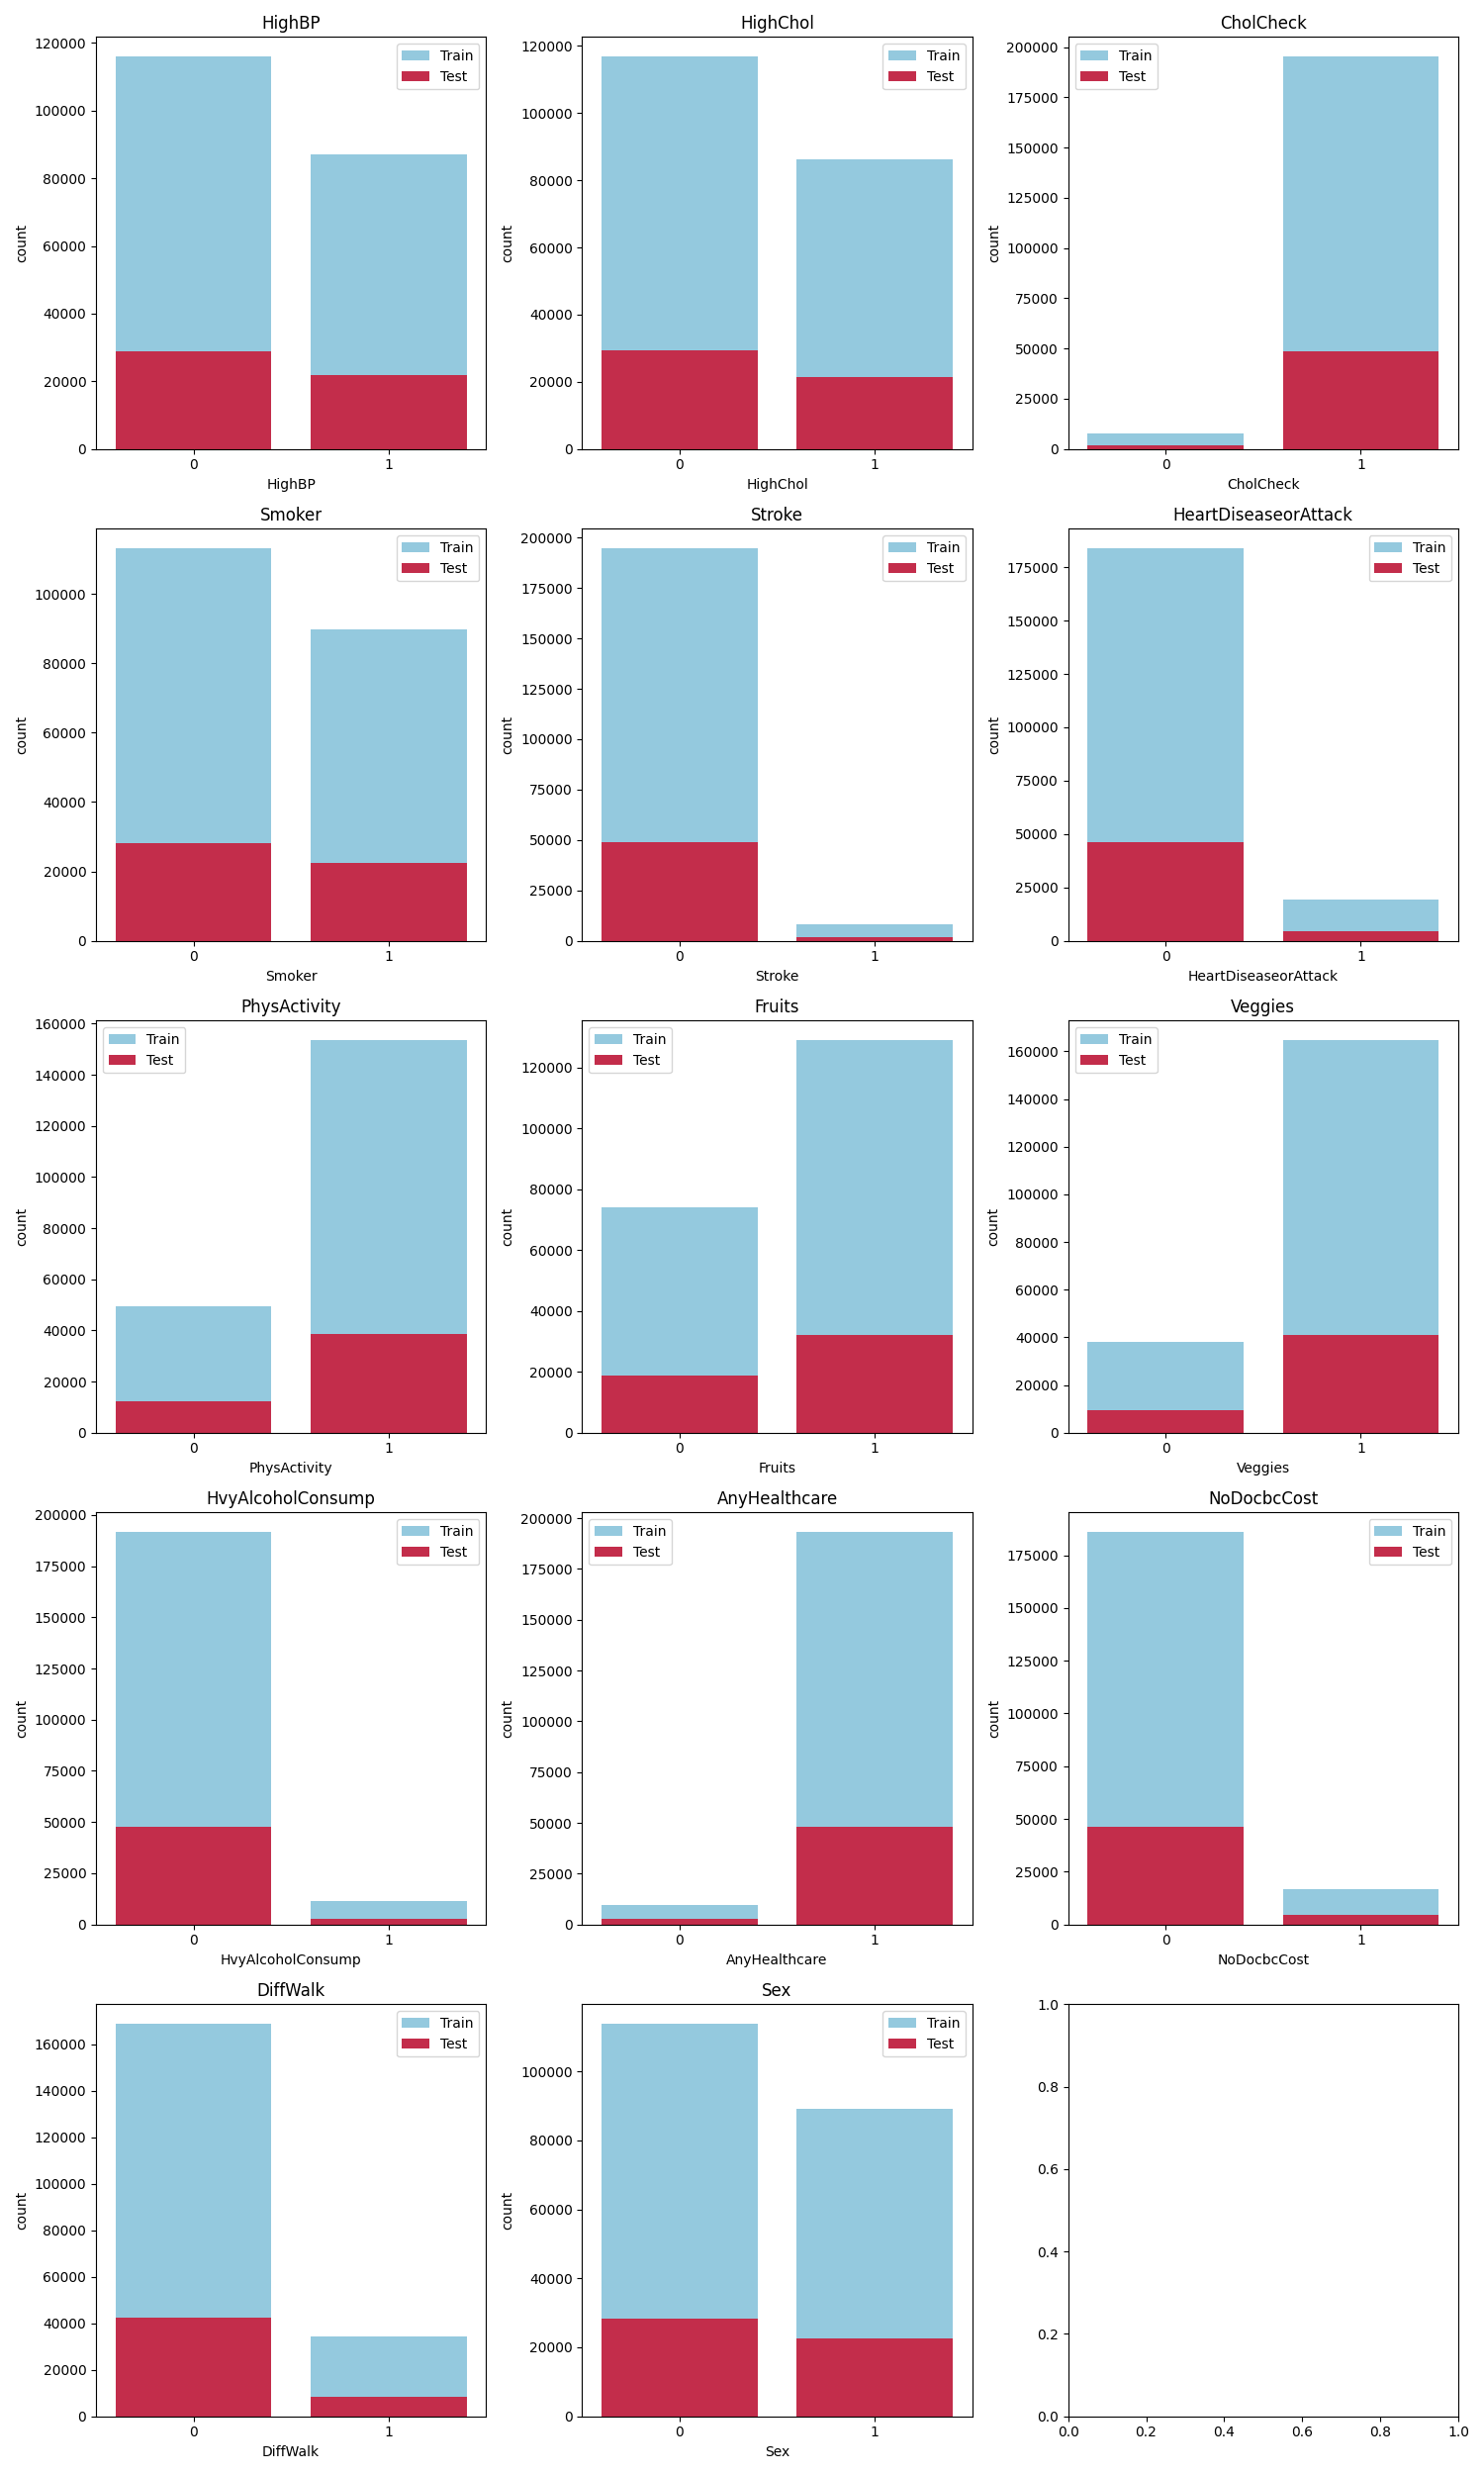 HighBP
120000
100000
80000
60000
40000
20000
0
count
Train
Test
0 1
HighBP
HighChol
120000
100000
80000
60000
40000
20000
0
count
Train
Test
0 1
HighChol
CholCheck
200000
175000
150000
125000
100000
75000
50000
25000
0
count
Train
Test
0 1
CholCheck
Smoker
100000
80000
60000
40000
20000
0
count
Train
Test
0 1
Smoker
Stroke
200000
175000
150000
125000
100000
75000
50000
25000
0
count
Train
Test
0 1
Stroke
HeartDiseaseorAttack
175000
150000
125000
100000
75000
50000
25000
0
count
Train
Test
0 1
HeartDiseaseorAttack
PhysActivity
160000
140000
120000
100000
80000
60000
40000
20000
0
count
Train
Test
0 1
PhysActivity
Fruits
120000
100000
80000
60000
40000
20000
0
count
Train
Test
0 1
Fruits
Veggies
160000
140000
120000
100000
80000
60000
40000
20000
0
count
Train
Test
0 1
Veggies
HvyAlcoholConsump
200000
175000
150000
125000
100000
75000
50000
25000
0
count
Train
Test
0 1
HvyAlcoholConsump
AnyHealthcare
200000
175000
150000
125000
100000
75000
50000
25000
0
count
Train
Test
0 1
AnyHealthcare
NoDocbcCost
175000
150000
125000
100000
75000
50000
25000
0
count
Train
Test
0 1
NoDocbcCost
DiffWalk
160000
140000
120000
100000
80000
60000
40000
20000
0
count
Train
Test
0 1
DiffWalk
Sex
100000
80000
60000
40000
20000
0
count
Train
Test
0 1
Sex
1.0
0.8
0.6
0.4
0.2
0.0
0.0 0.2 0.4 0.6 0.8 1.0